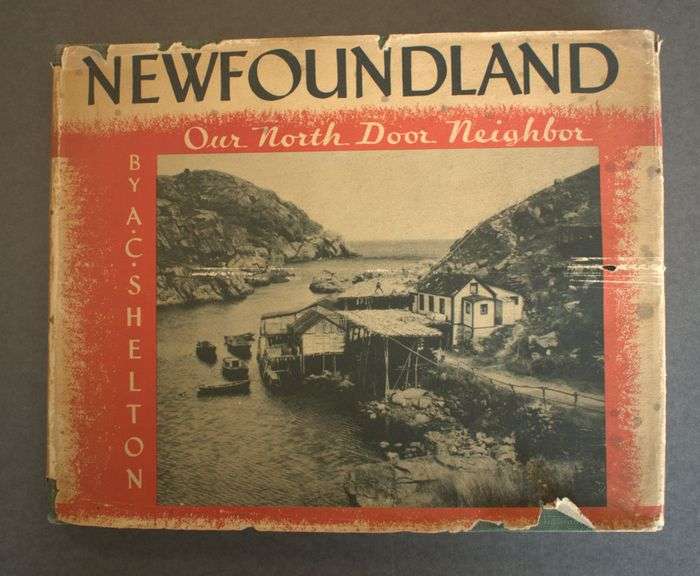 NEWFOUNDLAND
Our North Door Neighbor
BY A·C·SHELTON